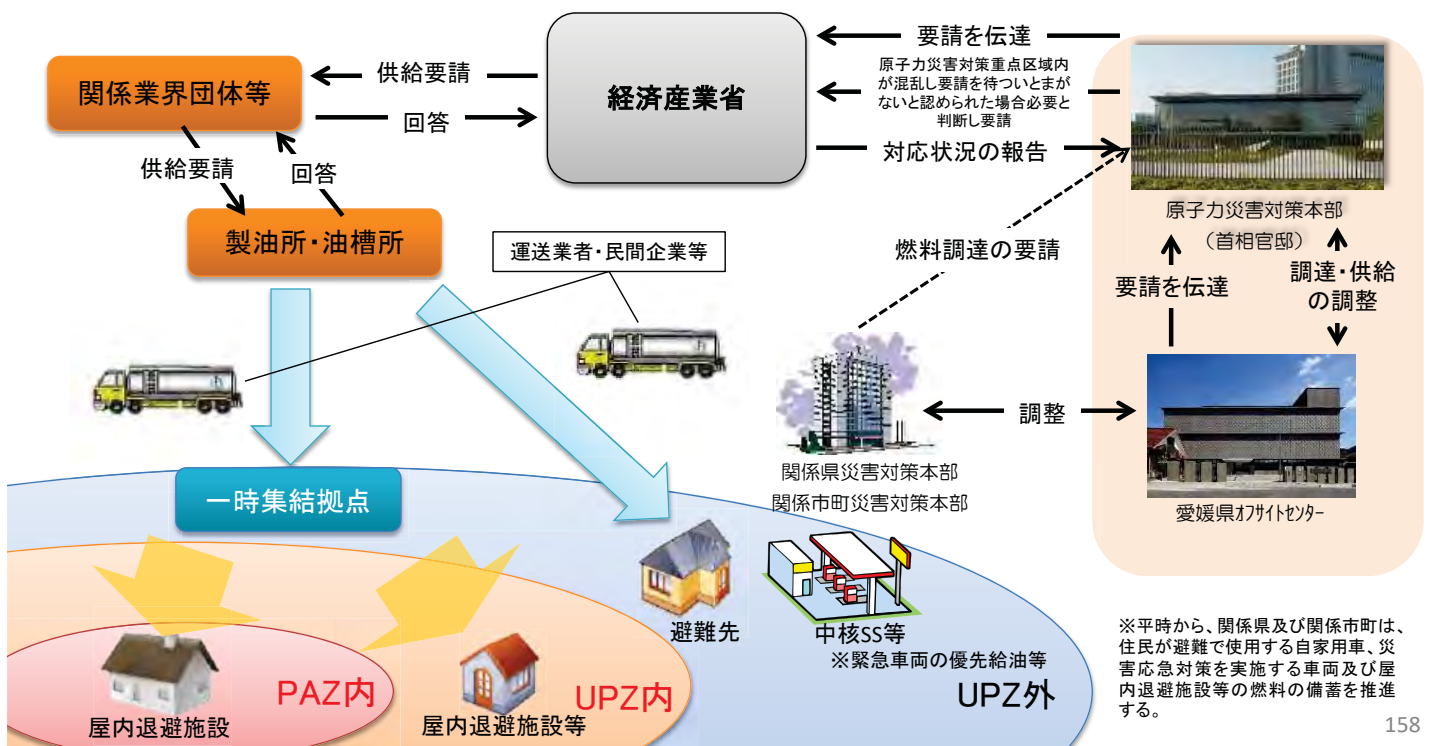 要請を伝達
原子力災害対策重点区域内
が混乱し要請を待ついとまが
ないと認められた場合必要と
判断し要請
対応状況の報告
経済産業省
供給要請
回答
関係業界団体等
供給要請
回答
製油所・油槽所
運送業者・民間企業等
燃料調達の要請
原子力災害対策本部
（首相官邸）
要請を伝達
調達・供給
の調整
調整
関係県災害対策本部
関係市町災害対策本部
愛媛県ｵﾌｻｲﾄｾﾝﾀｰ
一時集結拠点
避難先
中核SS等
※緊急車両の優先給油等
UPZ外
PAZ内
屋内退避施設
UPZ内
屋内退避施設等
※平時から、関係県及び関係市町は、
住民が避難で使用する自家用車、災
害応急対策を実施する車両及び屋
内退避施設等の燃料の備蓄を推進
する。
158